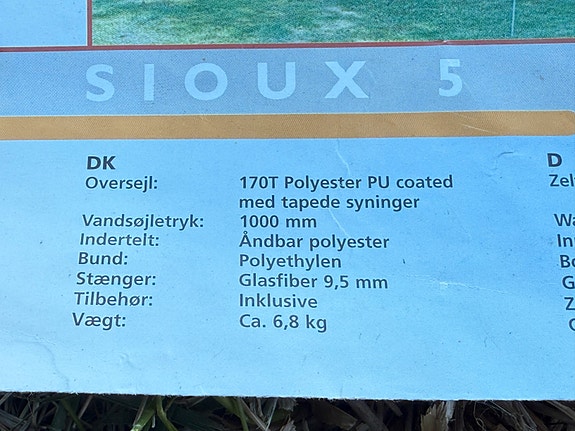 SIOUX 5
DK
Oversejl: 170T Polyester PU coated
med tapede syninger
Vandsøjletryk: 1000 mm
Indertelt: Åndbar polyester
Bund: Polyethylen
Stænger: Glasfiber 9,5 mm
Tilbehør: Inklusive
Vægt: Ca. 6,8 kg
D